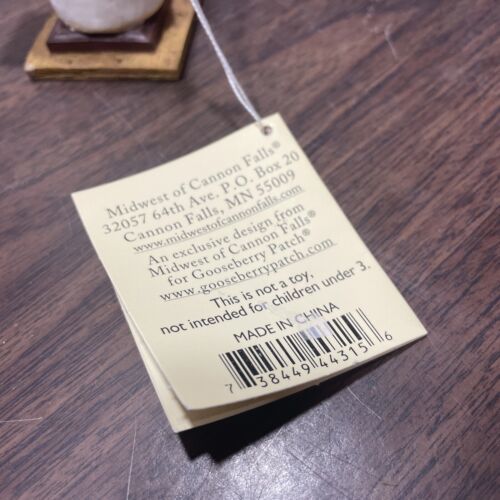 Midwest of Cannon Falls®
32057 64th Ave. P.O. Box 20
Cannon Falls, MN 55009
www.midwestofcannonfalls.com
An exclusive design from
Midwest of Cannon Falls®
for Gooseberry Patch®
www.gooseberrypatch.com
This is not a toy,
not intended for children under 3.
MADE IN CHINA
7 38449 44315 6